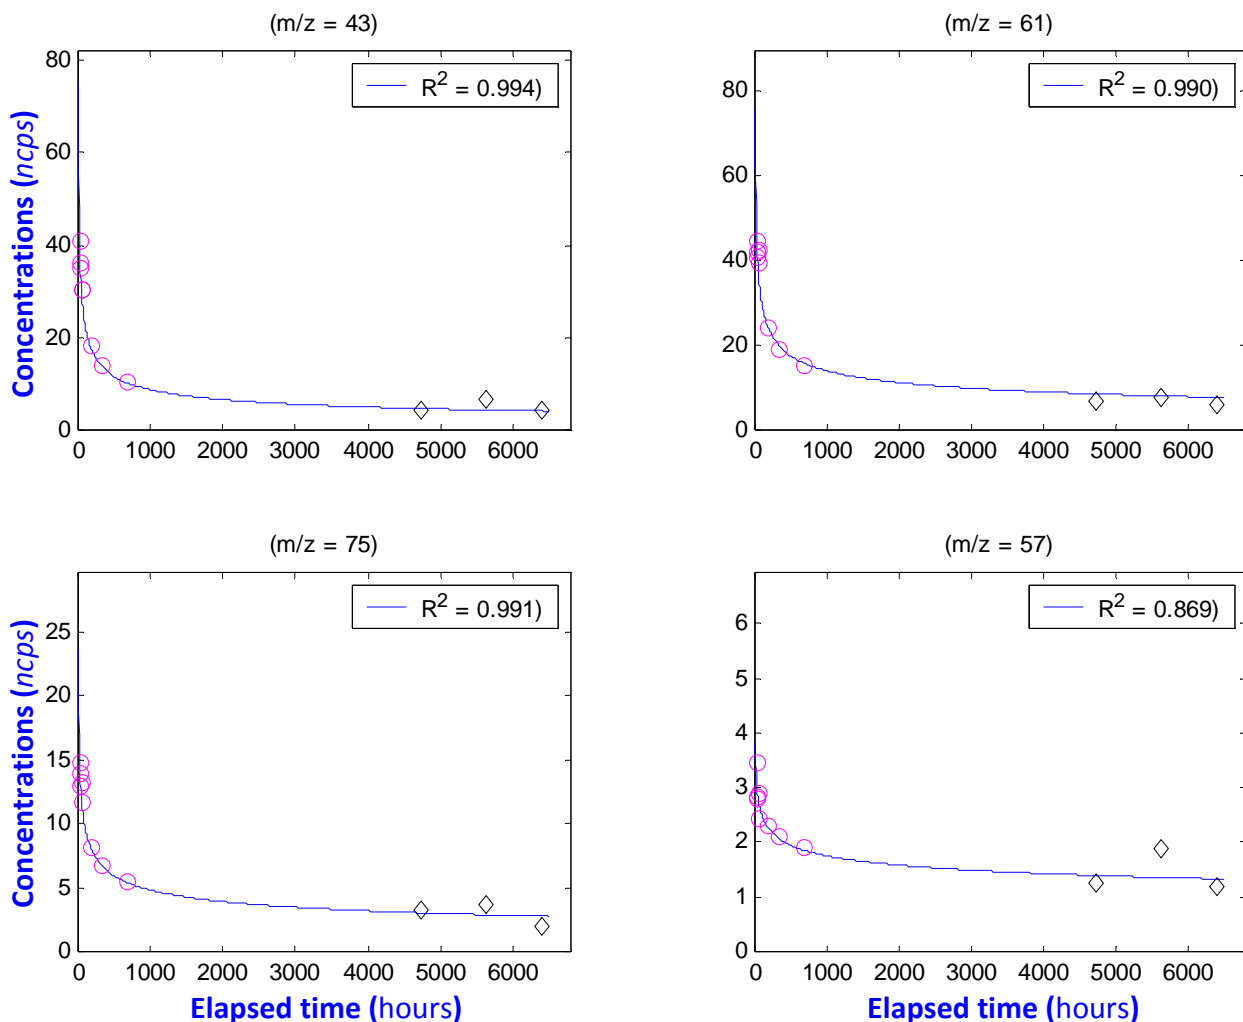 (m/z = 43)
R² = 0.994)
80
60
40
20
0
0 1000 2000 3000 4000 5000 6000
Concentrations (ncps)
(m/z = 61)
R² = 0.990)
80
60
40
20
0
0 1000 2000 3000 4000 5000 6000
(m/z = 75)
R² = 0.991)
25
20
15
10
5
0
0 1000 2000 3000 4000 5000 6000
Concentrations (ncps)
Elapsed time (hours)
(m/z = 57)
R² = 0.869)
6
5
4
3
2
1
0
0 1000 2000 3000 4000 5000 6000
Elapsed time (hours)